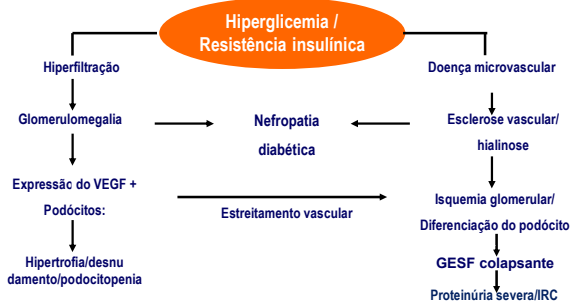 Hiperglicemia /
Resistência insulínica
Hiperfiltração
Doença microvascular
Glomerulomegalia
Nefropatia
diabética
Esclerose vascular/
hialinose
Expressão do VEGF +
Podócitos:
Estreitamento vascular
Isquemia glomerular/
Diferenciação do podócito
Hipertrofia/desnu
damento/podocitopenia
GESF colapsante
Proteinúria severa/IRC